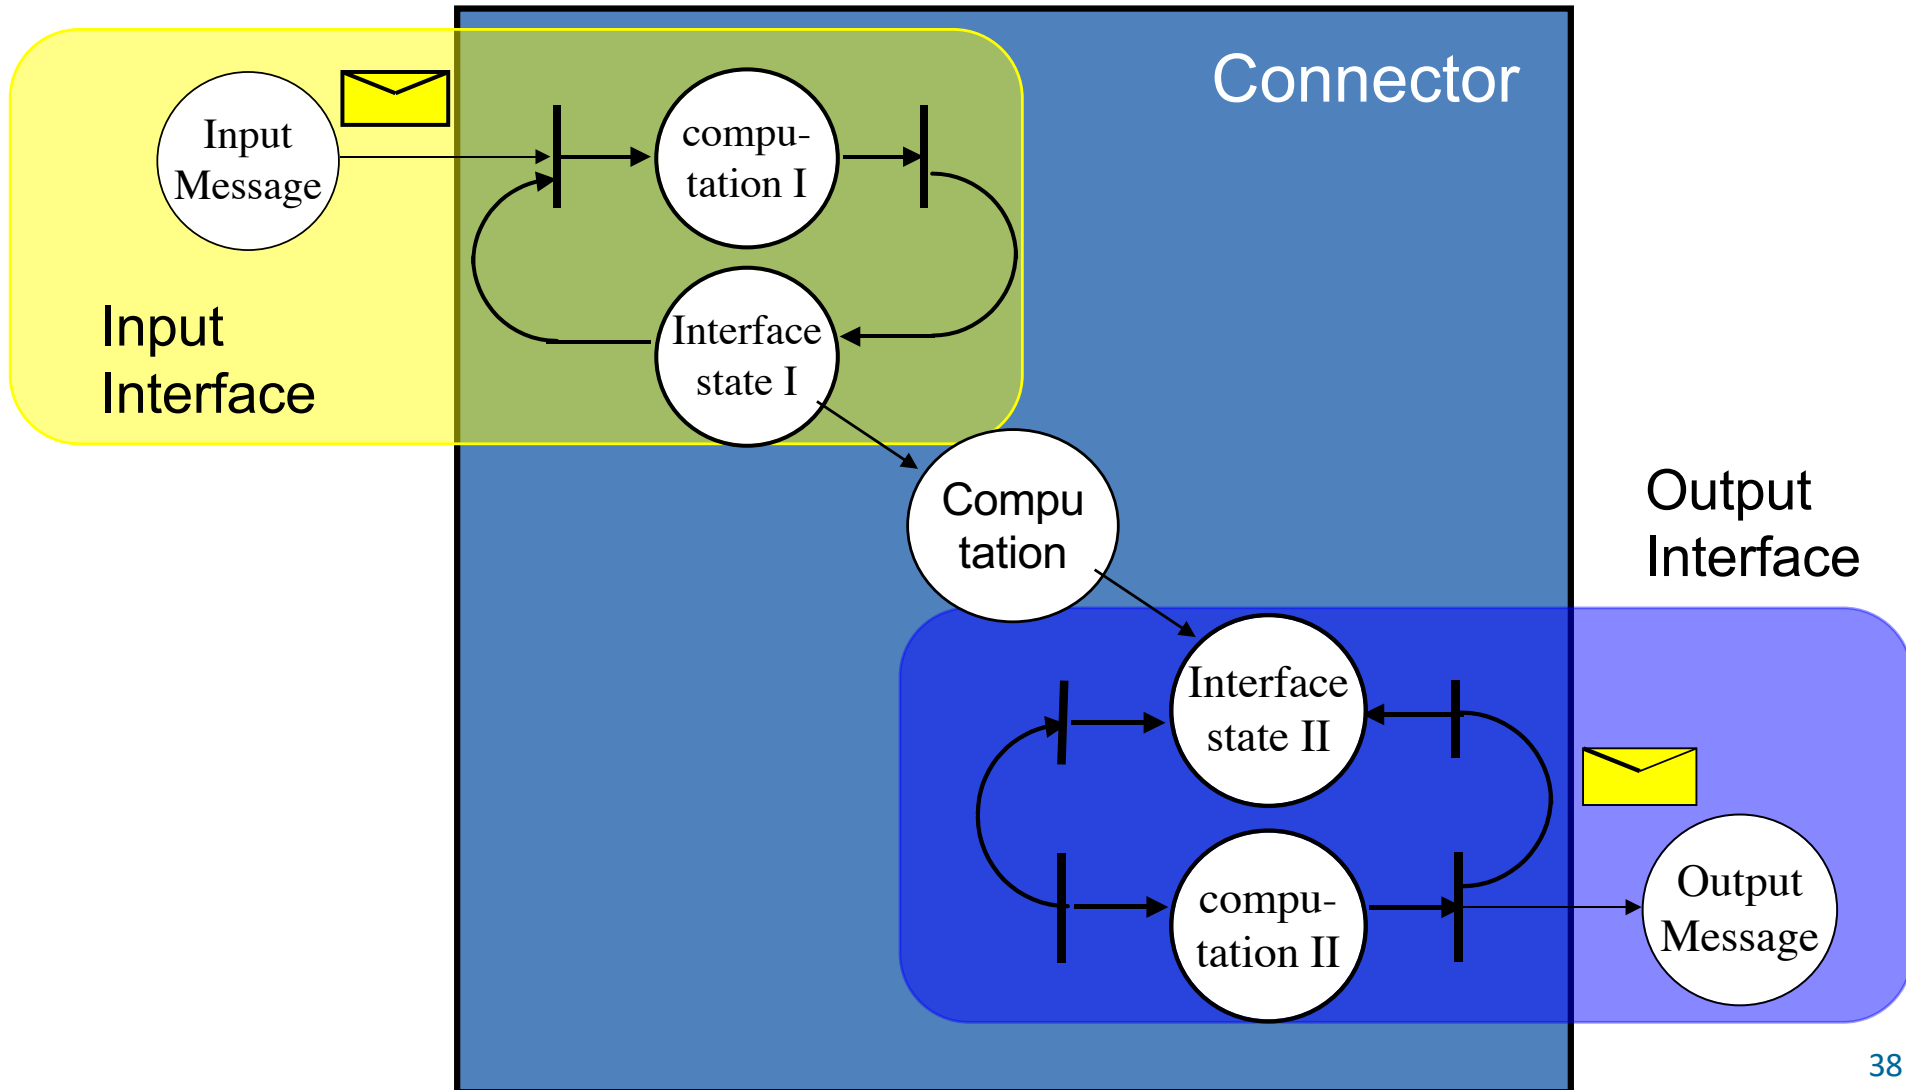 Connector
Input
Message
compu-
tation I
Interface
state I
Input
Interface
Compu
tation
Output
Interface
Interface
state II
compu-
tation II
Output
Message
38